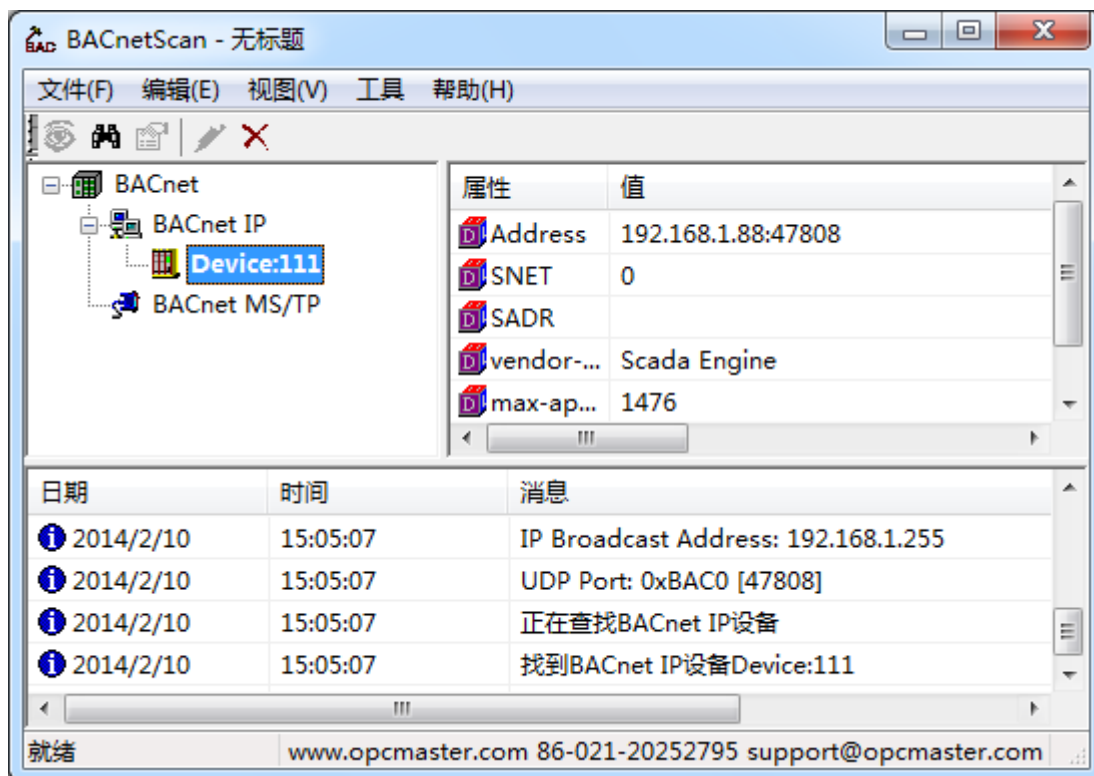 BACnetScan - 无标题
文件(F) 编辑(E) 视图(V) 工具 帮助(H)
BACnet
BACnet IP
Device:111
BACnet MS/TP
属性 值
Address 192.168.1.88:47808
SNET 0
SADR
vendor-... Scada Engine
max-ap... 1476
日期 时间 消息
2014/2/10 15:05:07 IP Broadcast Address: 192.168.1.255
2014/2/10 15:05:07 UDP Port: 0xBAC0 [47808]
2014/2/10 15:05:07 正在查找BACnet IP设备
2014/2/10 15:05:07 找到BACnet IP设备Device:111
就绪 www.opcmaster.com 86-021-20252795 support@opcmaster.com